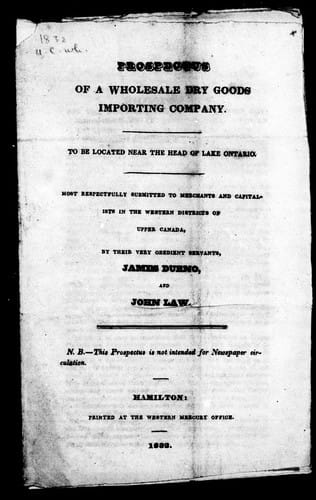 1832
U.C. wh.
PROSPECTUS
OF A WHOLESALE DRY GOODS
IMPORTING COMPANY.
TO BE LOCATED NEAR THE HEAD OF LAKE ONTARIO.
MOST RESPECTFULLY SUBMITTED TO MERCHANTS AND CAPITAL-
ISTS IN THE WESTERN DISTRICTS OF
UPPER CANADA,
BY THEIR VERY OBEDIENT SERVANTS,
JAMES DURNO,
AND
JOHN LAW.
N. B.—This Prospectus is not intended for Newspaper cir-
culation.
HAMILTON:
PRINTED AT THE WESTERN MERCURY OFFICE.
1832.